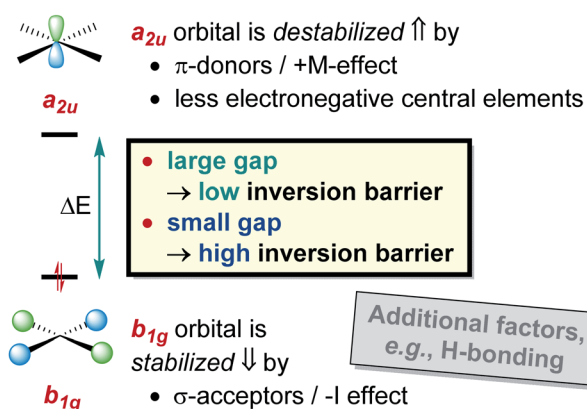 a2u orbital is destabilized ⇑ by
• π-donors / +M-effect
• less electronegative central elements
a2u
• large gap
→ low inversion barrier
• small gap
→ high inversion barrier
ΔE
Additional factors,
e.g., H-bonding
b1g orbital is
stabilized ⇓ by
• σ-acceptors / -I effect
b1g